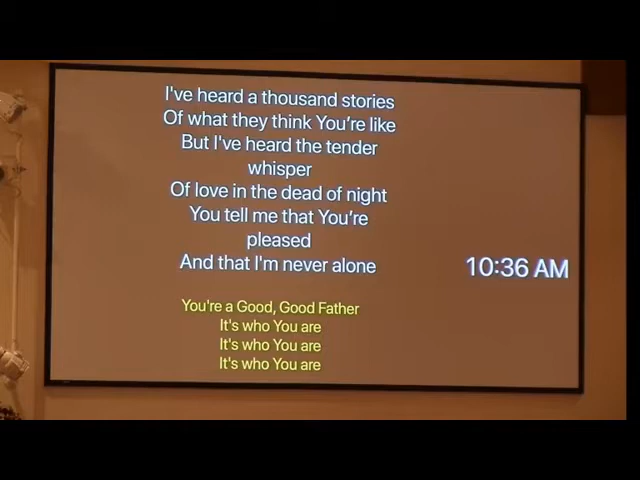 I've heard a thousand stories
Of what they think You’re like
But I've heard the tender
whisper
Of love in the dead of night
You tell me that You’re
pleased
And that I'm never alone
10:36 AM
You're a Good, Good Father
It's who You are
It's who You are
It's who You are